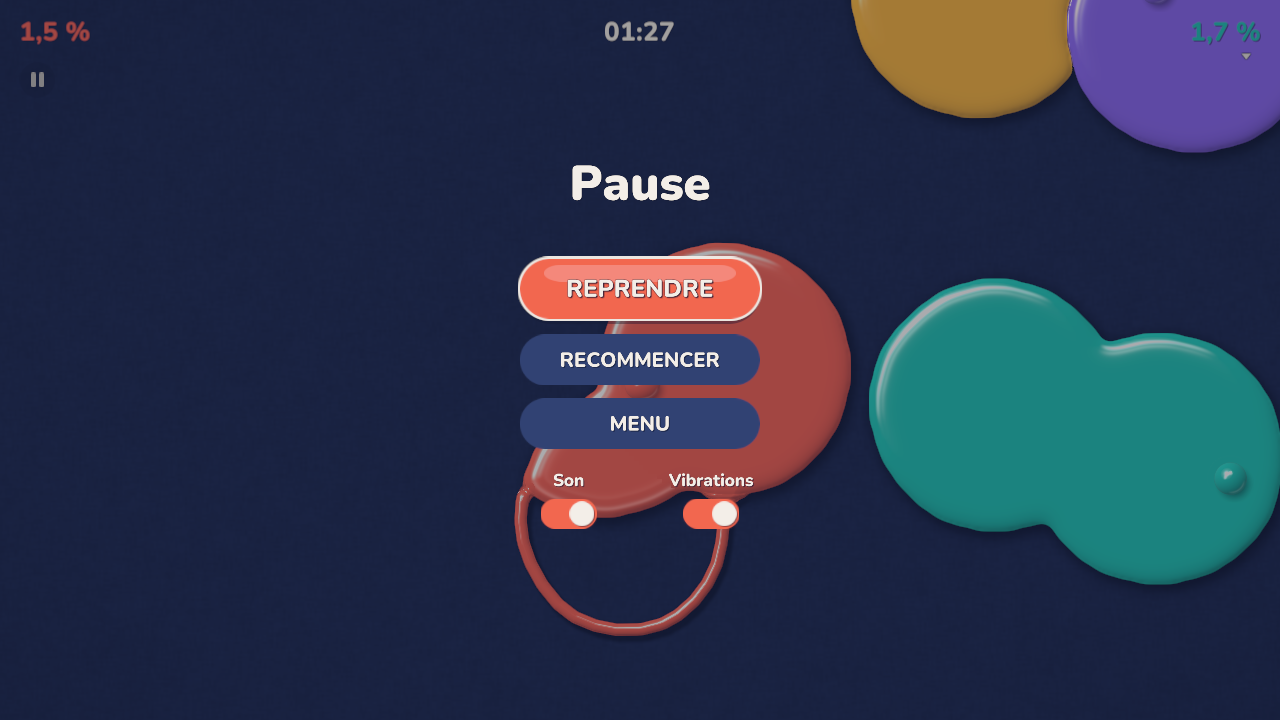 1,5 %
01:27
1,7 %
Pause
REPRENDRE
RECOMMENCER
MENU
Son
Vibrations